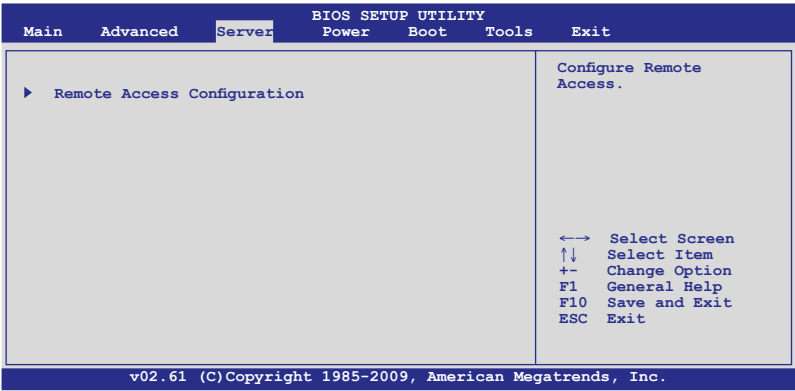 BIOS SETUP UTILITY
Main Advanced Server Power Boot Tools Exit
Remote Access Configuration
Configure Remote
Access.
←→ Select Screen
↑↓ Select Item
+- Change Option
F1 General Help
F10 Save and Exit
ESC Exit
v02.61 (C)Copyright 1985-2009, American Megatrends, Inc.